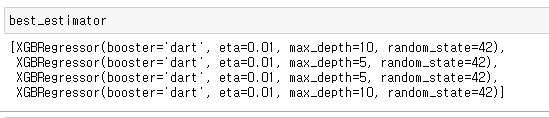 best_estimator
[XGBRegressor(booster='dart', eta=0.01, max_depth=10, random_state=42),
XGBRegressor(booster='dart', eta=0.01, max_depth=5, random_state=42),
XGBRegressor(booster='dart', eta=0.01, max_depth=5, random_state=42),
XGBRegressor(booster='dart', eta=0.01, max_depth=10, random_state=42)]